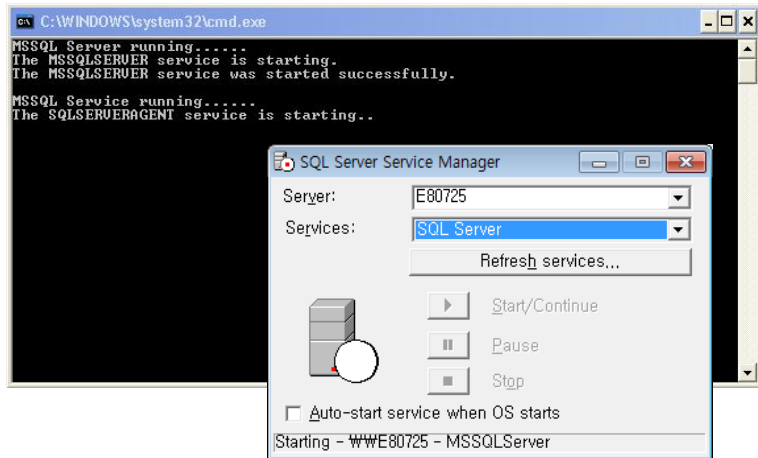 C:\WINDOWS\system32\cmd.exe
MSSQL Server running......
The MSSQLSERVER service is starting.
The MSSQLSERVER service was started successfully.
MSSQL Service running......
The SQLSERVERAGENT service is starting..
SQL Server Service Manager
Server:
E80725
Services:
SQL Server
Refresh services...
Start/Continue
Pause
Stop
Auto-start service when OS starts
Starting - ₩₩E80725 - MSSQLServer